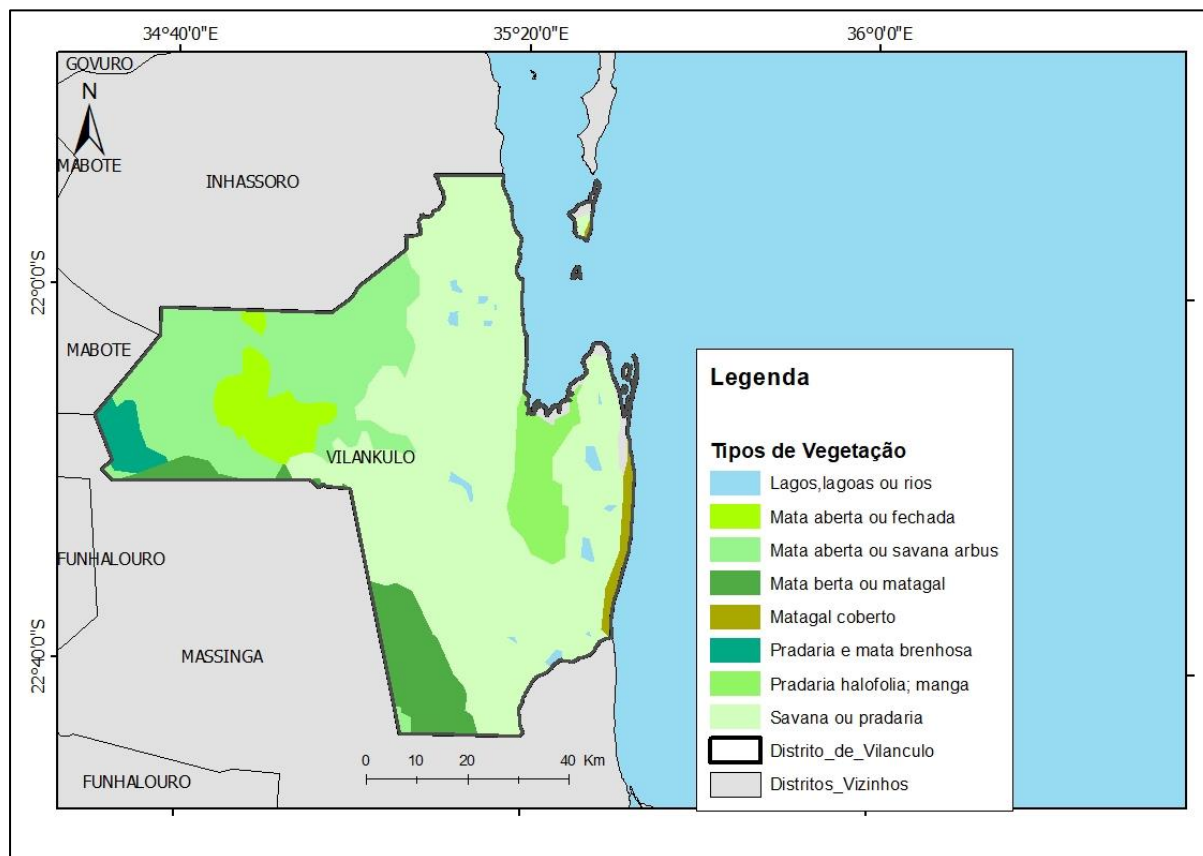 34°40'0"E
35°20'0"E
36°0'0"E
GOVURO
N
MABOTE
INHASSORO
22°0'0"S
MABOTE
VILANKULO
FUNHALOURO
MASSINGA
22°40'0"S
FUNHALOURO
0 10 20 40 Km
Legenda
Tipos de Vegetação
Lagos,lagoas ou rios
Mata aberta ou fechada
Mata aberta ou savana arbus
Mata berta ou matagal
Matagal coberto
Pradaria e mata brenhosa
Pradaria halofolia; manga
Savana ou pradaria
Distrito_de_Vilanculo
Distritos_Vizinhos